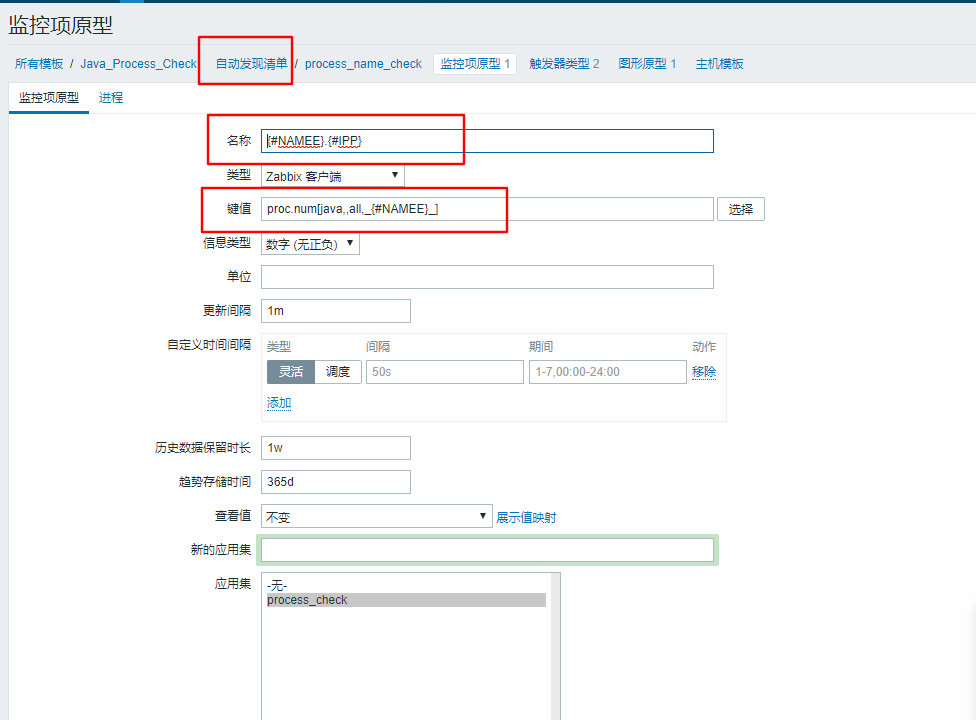 监控项原型
所有模板 / Java_Process_Check 自动发现清单 / process_name_check 监控项原型 1 触发器类型 2 图形原型 1 主机模板
监控项原型 进程
名称 {#NAMEE}.{#IPP}
类型 Zabbix 客户端
键值 proc.num[java,,all,_{#NAMEE}_] 选择
信息类型 数字 (无正负)
单位
更新间隔 1m
自定义时间间隔 类型 间隔 期间 动作
灵活 调度 50s 1-7,00:00-24:00 移除
添加
历史数据保留时长 1w
趋势存储时间 365d
查看值 不变 展示值映射
新的应用集
应用集 -无-
process_check